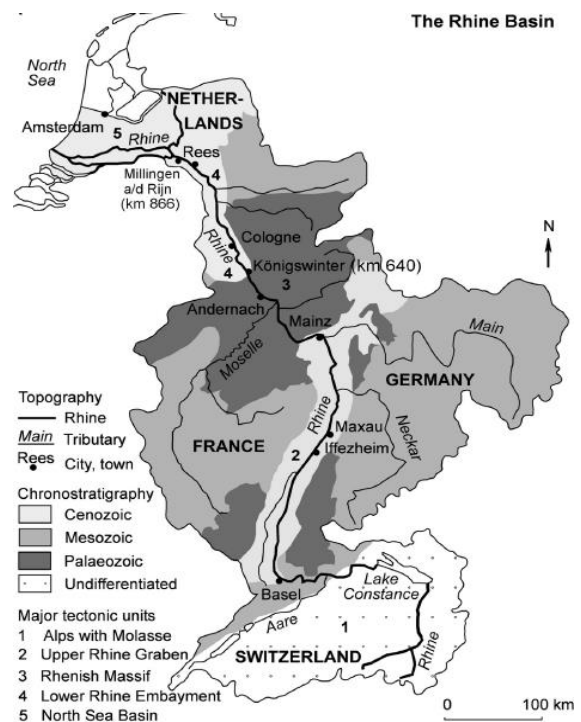 The Rhine Basin
North
Sea
NETHER-
LANDS
Amsterdam
5
Rhine
Rees
Millingen
a/d Rijn
(km 866)
4
N
Rhine
Cologne
4
Königswinter (km 640)
3
Andernach
Mainz
Main
Moselle
GERMANY
Topography
Rhine
Main Tributary
Rees City, town
Rhine
Neckar
Maxau
Iffezheim
FRANCE
2
Chronostratigraphy
Cenozoic
Mesozoic
Palaeozoic
Undifferentiated
Lake
Constance
Basel
Aare
1
Rhine
SWITZERLAND
Major tectonic units
1 Alps with Molasse
2 Upper Rhine Graben
3 Rhenish Massif
4 Lower Rhine Embayment
5 North Sea Basin
0 100 km